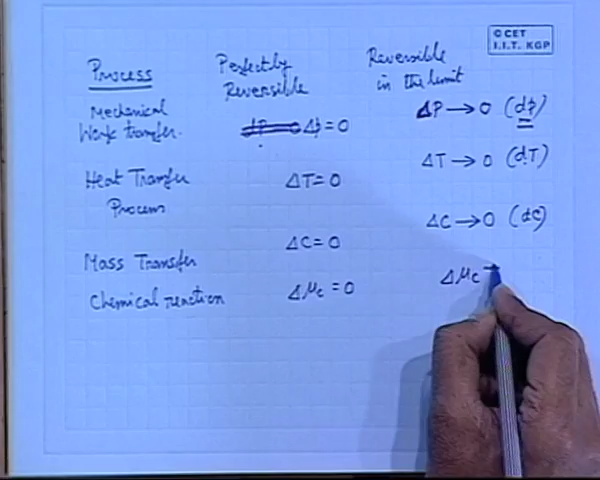 © CET
I.I.T. KGP
Process
Perfectly
Reversible
Reversible
in the limit
Mechanical
Work transfer.
Δp = 0
ΔP → 0 (dp)
Heat Transfer
Process
ΔT = 0
ΔT → 0 (dT)
Mass Transfer
ΔC = 0
ΔC → 0 (dC)
Chemical reaction
Δμc = 0
Δμc